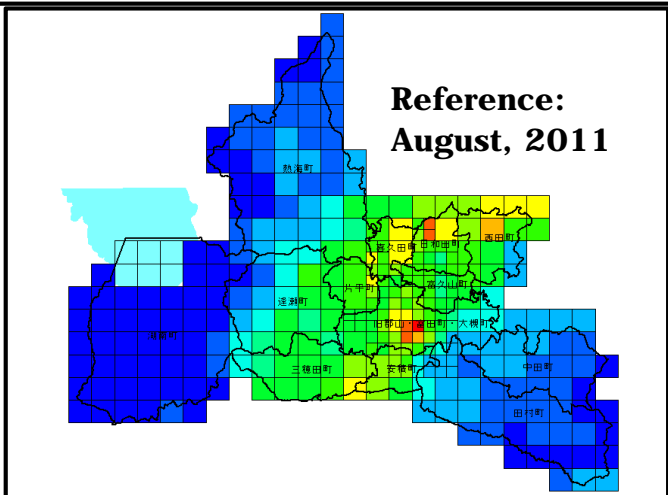 Reference:
August, 2011
熱海町
喜久田町
日和田町
西田町
片平町
富久山町
逢瀬町
旧郡山・富田町・大槻町
三穂田町
安積町
中田町
田村町